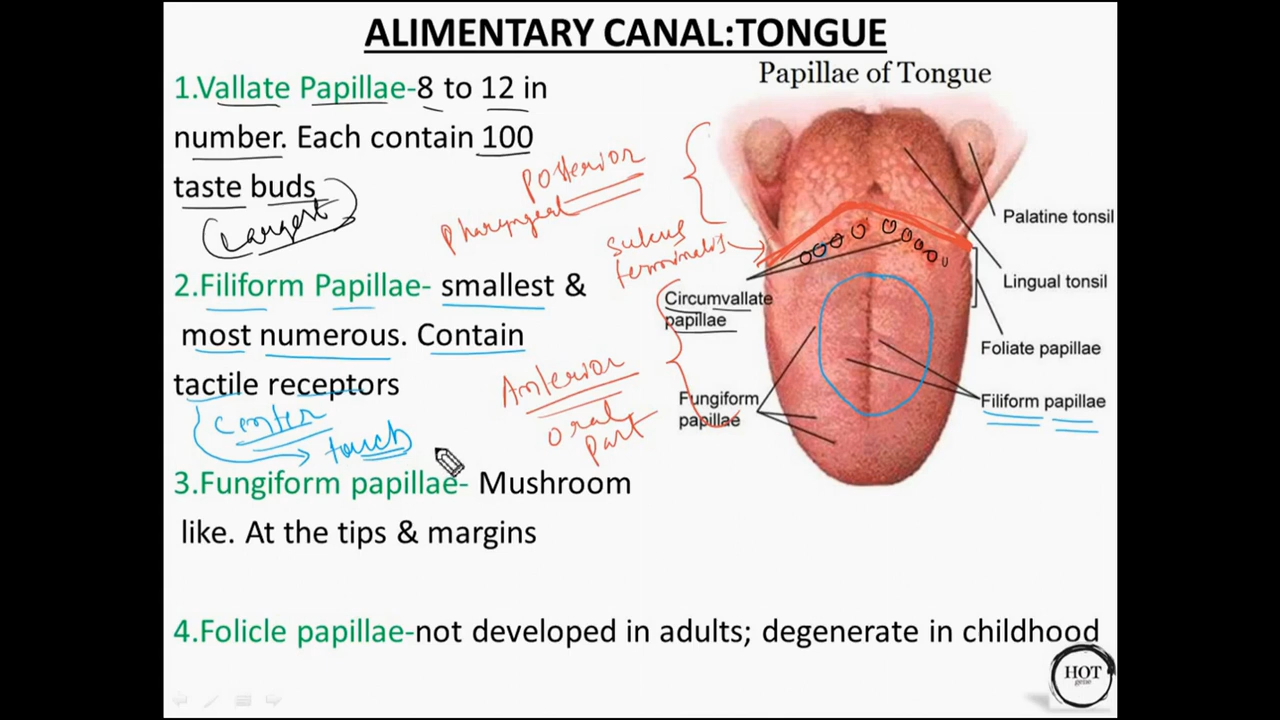 ALIMENTARY CANAL:TONGUE
1.Vallate Papillae-8 to 12 in
number. Each contain 100
taste buds
(Largest)
2.Filiform Papillae- smallest &
most numerous. Contain
tactile receptors
center
touch
3.Fungiform papillae- Mushroom
like. At the tips & margins
4.Folicle papillae-not developed in adults; degenerate in childhood
Papillae of Tongue
Posterior
Pharyngeal
Sulcus
terminalis
Circumvallate
papillae
Anterior
oral
part
Fungiform
papillae
Palatine tonsil
Lingual tonsil
Foliate papillae
Filiform papillae
HOT